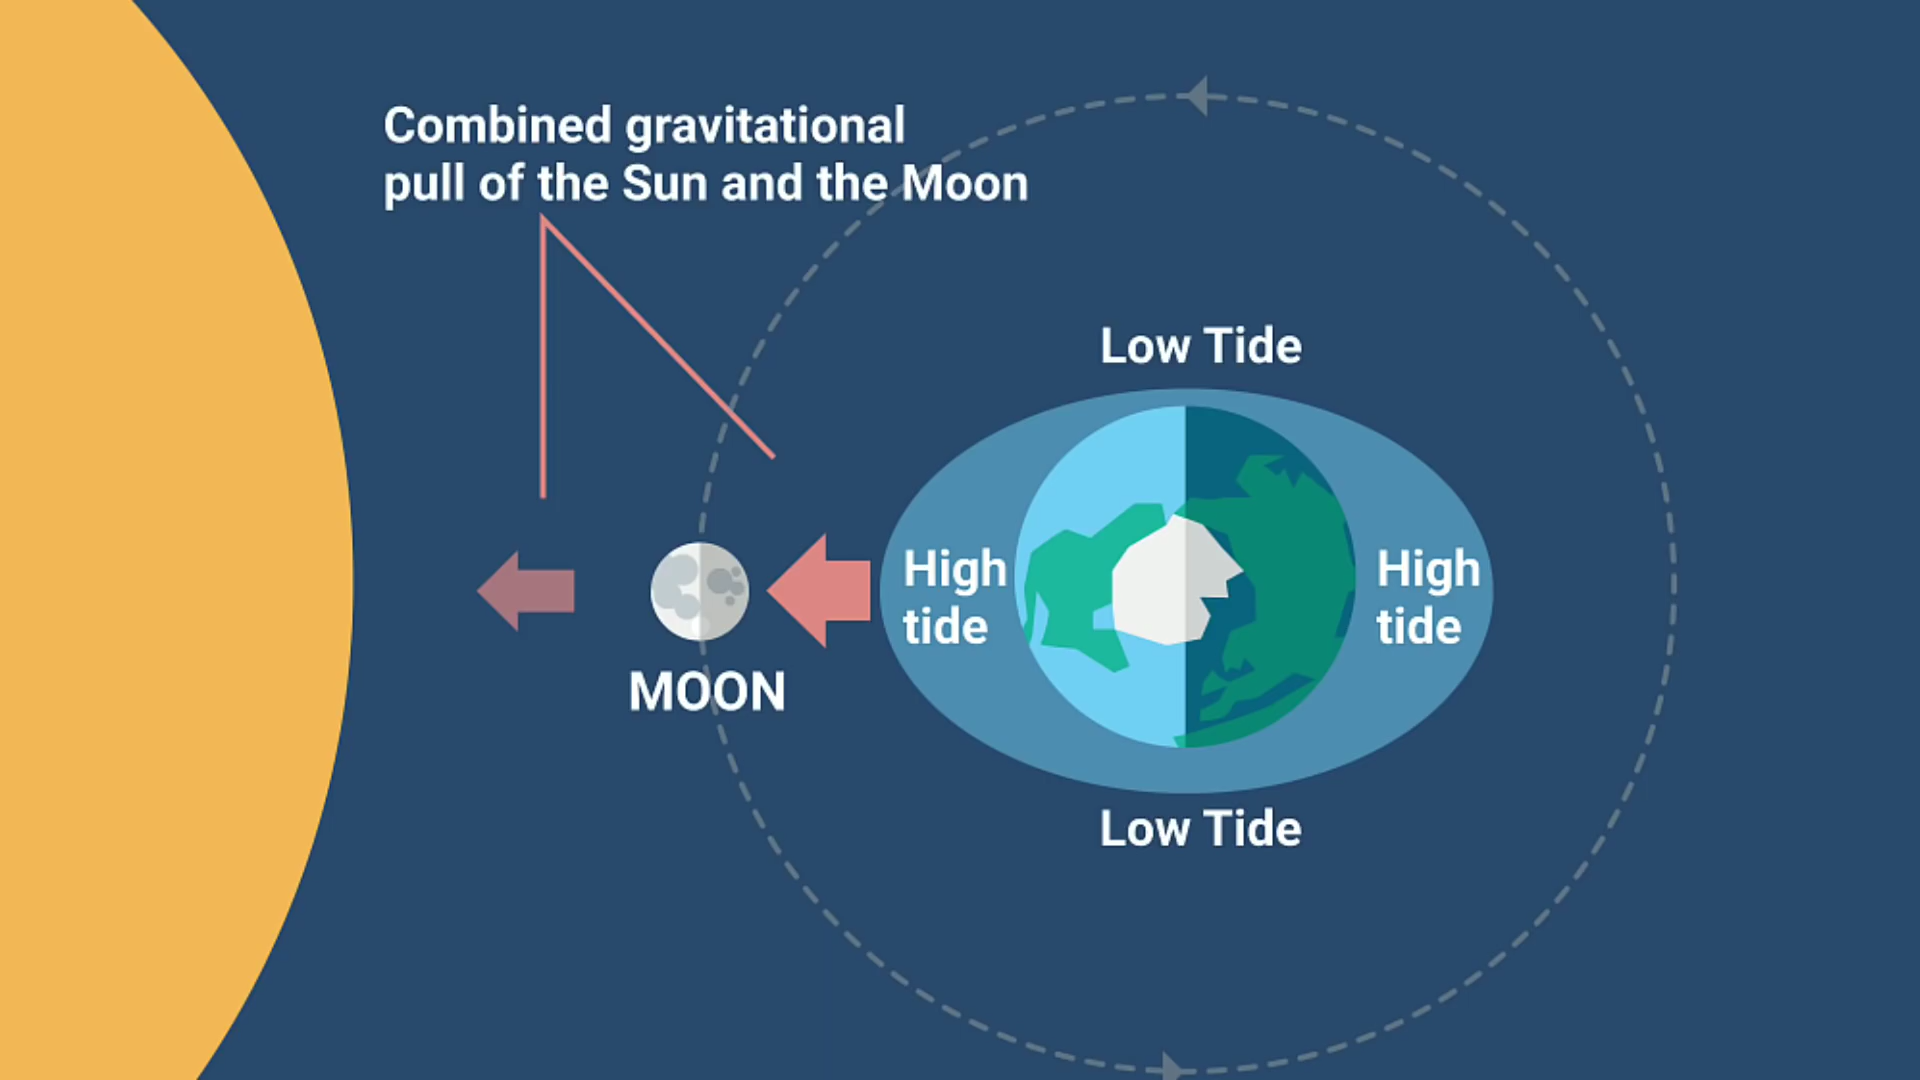 Combined gravitational
pull of the Sun and the Moon
Low Tide
High
tide
High
tide
MOON
Low Tide